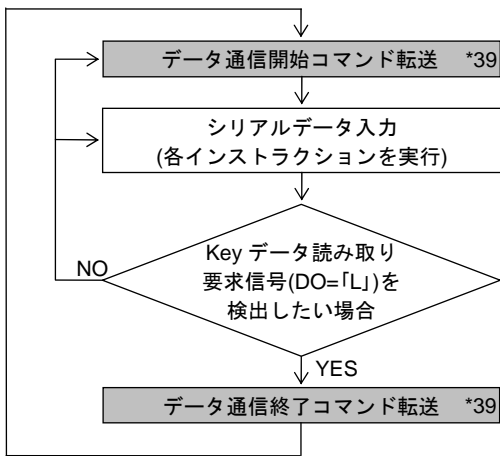 データ通信開始コマンド転送 *39
シリアルデータ入力
(各インストラクションを実行)
Key データ読み取り
要求信号(DO=「L」)を
検出したい場合
NO
YES
データ通信終了コマンド転送 *39